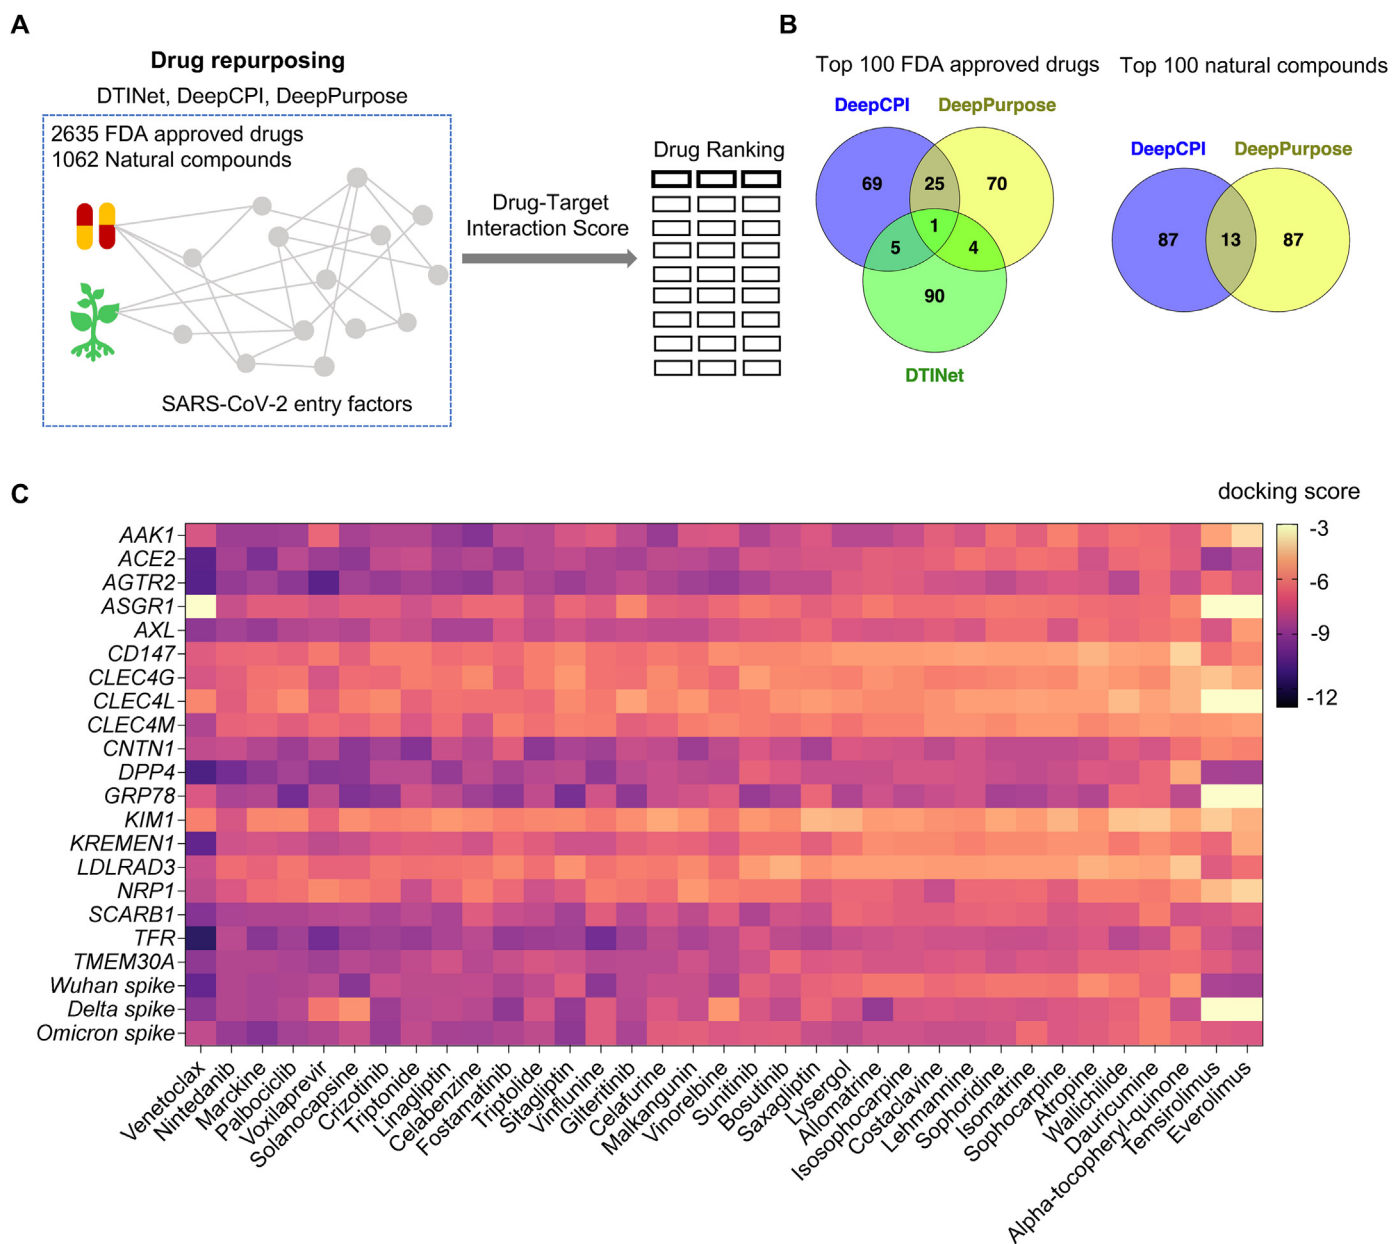 A
Drug repurposing
DTINet, DeepCPI, DeepPurpose
2635 FDA approved drugs
1062 Natural compounds
SARS-CoV-2 entry factors
Drug-Target
Interaction Score
Drug Ranking
B
Top 100 FDA approved drugs
DeepCPI
DeepPurpose
69
25
70
1
5
4
90
DTINet
Top 100 natural compounds
DeepCPI
DeepPurpose
87
13
87
C
docking score
-3
-6
-9
-12
AAK1
ACE2
AGTR2
ASGR1
AXL
CD147
CLEC4G
CLEC4L
CLEC4M
CNTN1
DPP4
GRP78
KIM1
KREMEN1
LDLRAD3
NRP1
SCARB1
TFR
TMEM30A
Wuhan spike
Delta spike
Omicron spike
Venetoclax
Nintedanib
Marckine
Palbociclib
Voxilaprevir
Solanocapsine
Crizotinib
Triptonide
Linagliptin
Celabenzine
Fostamatinib
Triptolide
Sitagliptin
Vinflunine
Gilteritinib
Celafurine
Malkangunin
Vinorelbine
Sunitinib
Bosutinib
Saxagliptin
Lysergol
Allomatrine
Isosophocarpine
Costaclavine
Lehmannine
Sophoridine
Isomatrine
Sophocarpine
Atropine
Wallichilide
Dauricumine
Alpha-tocopheryl-quinone
Temsirolimus
Everolimus